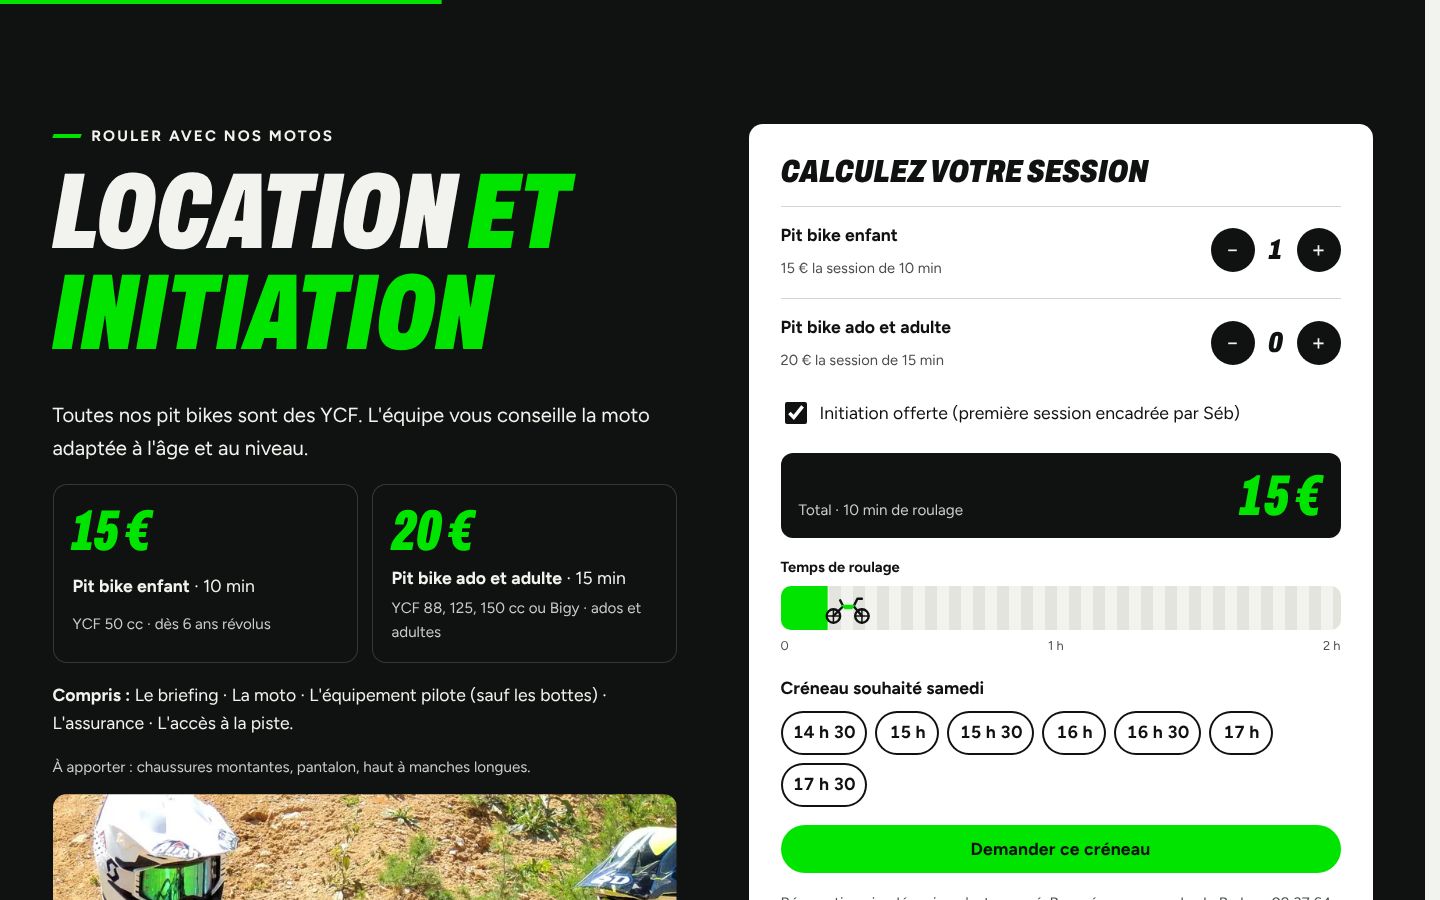 ROULER AVEC NOS MOTOS
LOCATION ET
INITIATION
Toutes nos pit bikes sont des YCF. L'équipe vous conseille la moto
adaptée à l'âge et au niveau.
15 €
Pit bike enfant · 10 min
YCF 50 cc · dès 6 ans révolus
20 €
Pit bike ado et adulte · 15 min
YCF 88, 125, 150 cc ou Bigy · ados et
adultes
Compris : Le briefing · La moto · L'équipement pilote (sauf les bottes) ·
L'assurance · L'accès à la piste.
À apporter : chaussures montantes, pantalon, haut à manches longues.
CALCULEZ VOTRE SESSION
Pit bike enfant
15 € la session de 10 min
− 1 +
Pit bike ado et adulte
20 € la session de 15 min
− 0 +
Initiation offerte (première session encadrée par Séb)
Total · 10 min de roulage
15 €
Temps de roulage
0 1 h 2 h
Créneau souhaité samedi
14 h 30 15 h 15 h 30 16 h 16 h 30 17 h
17 h 30
Demander ce créneau